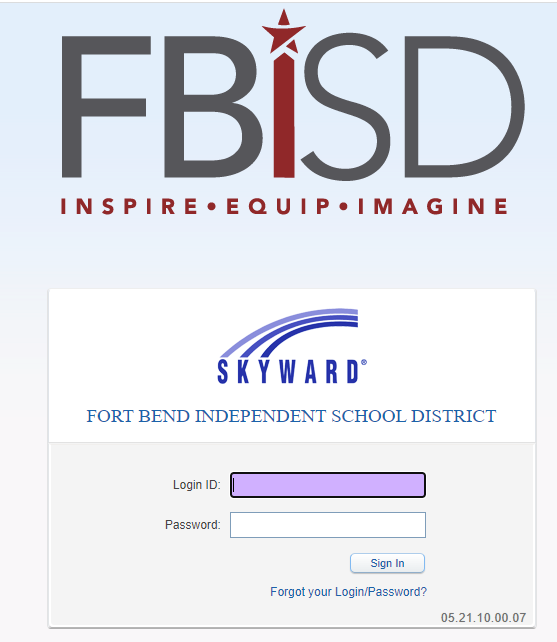 FBISD
INSPIRE•EQUIP•IMAGINE
SKYWARD®
FORT BEND INDEPENDENT SCHOOL DISTRICT
Login ID:
Password:
Sign In
Forgot your Login/Password?
05.21.10.00.07